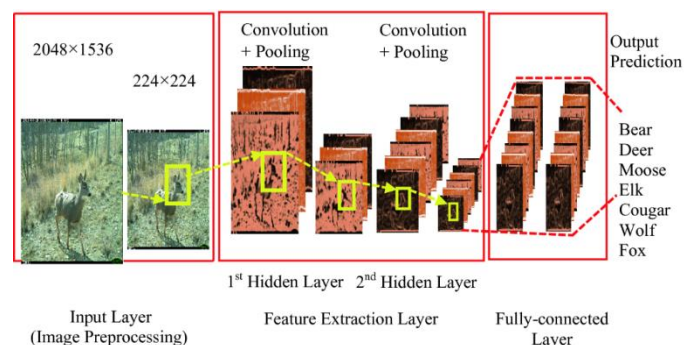 2048×1536
224×224
Convolution
+ Pooling
Convolution
+ Pooling
Output
Prediction
Bear
Deer
Moose
Elk
Cougar
Wolf
Fox
1st Hidden Layer
2nd Hidden Layer
Input Layer
(Image Preprocessing)
Feature Extraction Layer
Fully-connected
Layer